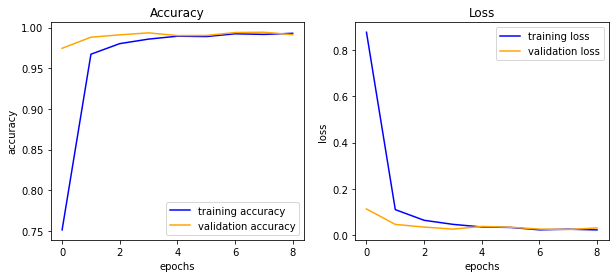 Accuracy
1.00
0.95
0.90
0.85
0.80
0.75
accuracy
training accuracy
validation accuracy
0 2 4 6 8
epochs
Loss
0.8
0.6
0.4
0.2
0.0
loss
training loss
validation loss
0 2 4 6 8
epochs